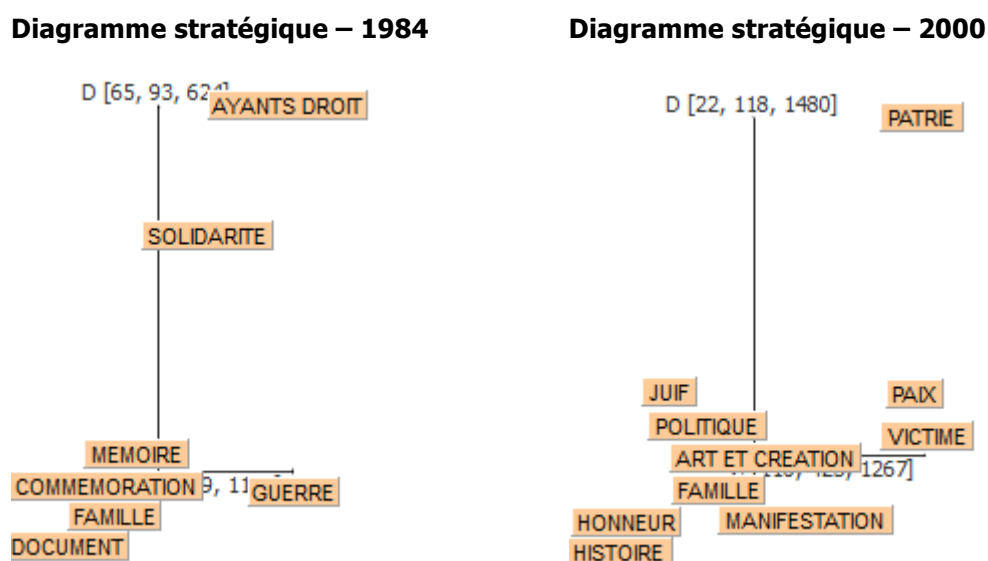 Diagramme stratégique – 1984
D [65, 93, 624]
AYANTS DROIT
SOLIDARITE
MEMOIRE
COMMEMORATION
GUERRE
FAMILLE
DOCUMENT
Diagramme stratégique – 2000
D [22, 118, 1480]
PATRIE
JUIF
PAIX
POLITIQUE
VICTIME
ART ET CREATION
1267]
FAMILLE
HONNEUR
MANIFESTATION
HISTOIRE